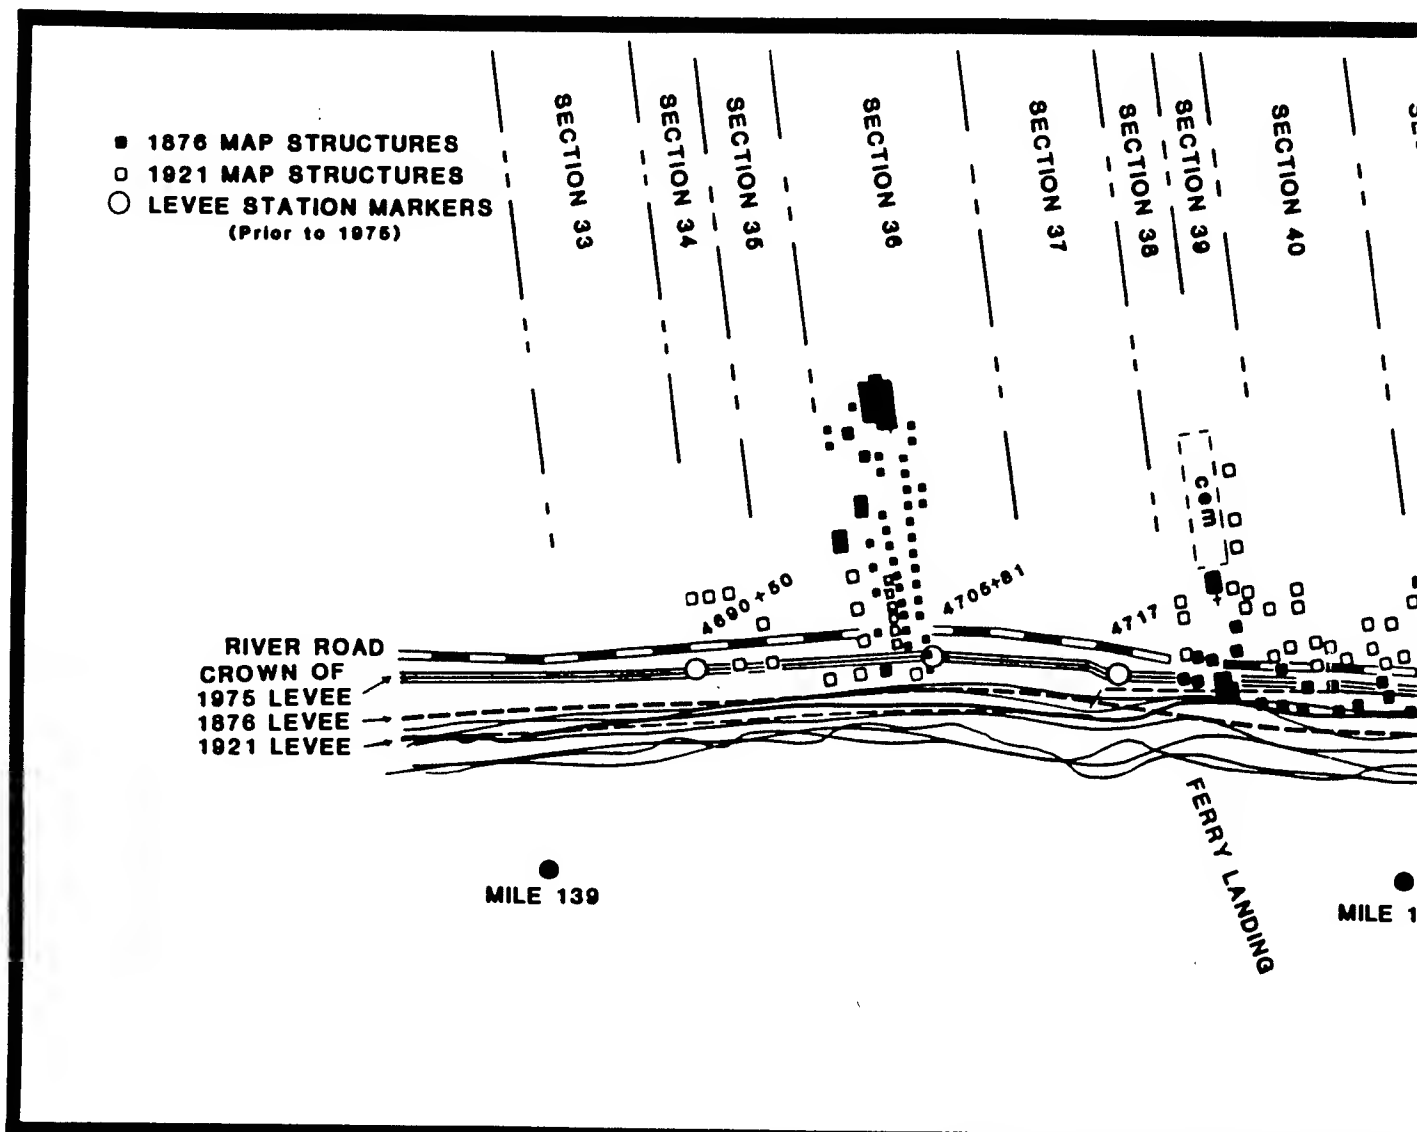 1876 MAP STRUCTURES
1921 MAP STRUCTURES
LEVEE STATION MARKERS
(Prior to 1975)
SECTION 33
SECTION 34
SECTION 35
SECTION 36
SECTION 37
SECTION 38
SECTION 39
SECTION 40
cem
4690+50
4705+81
4717
RIVER ROAD
CROWN OF
1975 LEVEE
1876 LEVEE
1921 LEVEE
FERRY LANDING
MILE 139
MILE 1